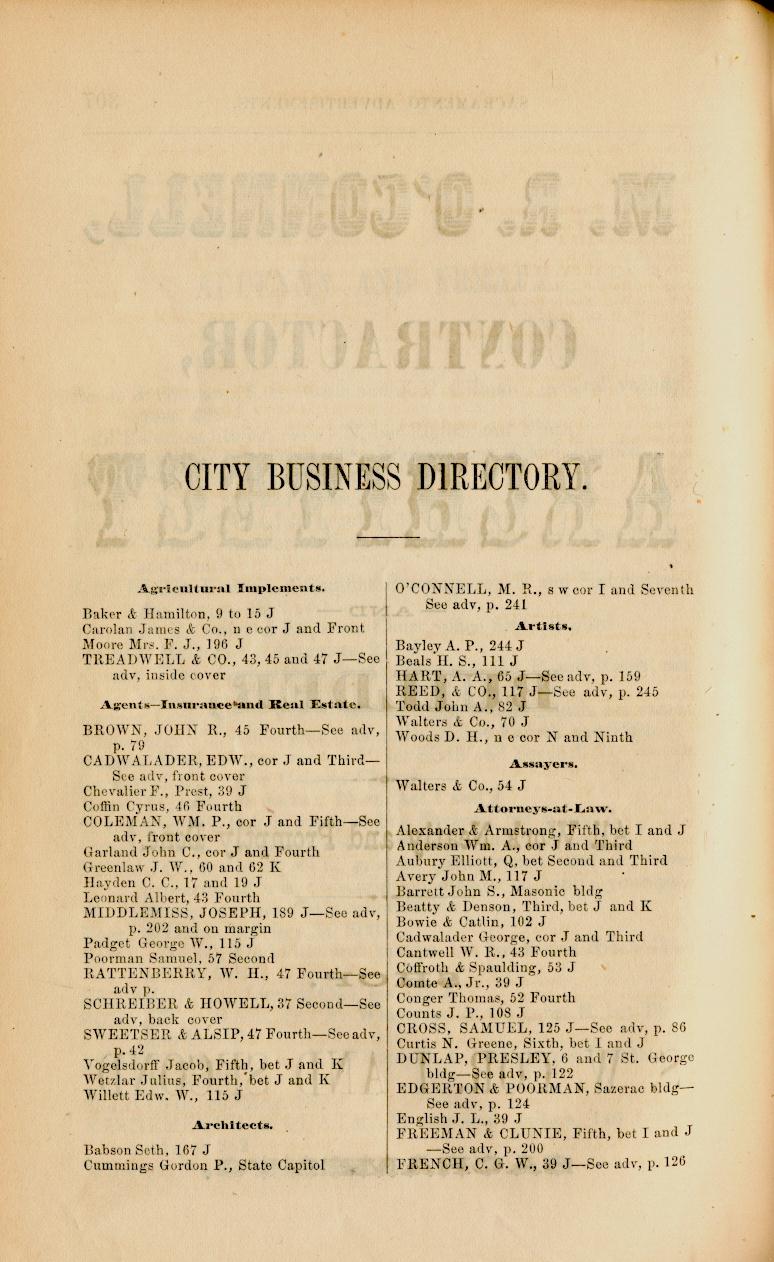 CITY BUSINESS DIRECTORY.
Agricultural Implements.
Baker & Hamilton, 9 to 15 J
Carolan James & Co., n e cor J and Front
Moore Mrs. F. J., 196 J
TREADWELL & CO., 43, 45 and 47 J—See
adv, inside cover
Agents—Insurance and Real Estate.
BROWN, JOHN R., 45 Fourth—See adv,
p. 79
CADWALADER, EDW., cor J and Third—
See adv, front cover
Chevalier F., Prest, 39 J
Coffin Cyrus, 46 Fourth
COLEMAN, WM. P., cor J and Fifth—See
adv, front cover
Garland John C., cor J and Fourth
Greenlaw J. W., 60 and 62 K
Hayden C. C., 17 and 19 J
Leonard Albert, 43 Fourth
MIDDLEMISS, JOSEPH, 189 J—See adv,
p. 202 and on margin
Padget George W., 115 J
Poorman Samuel, 57 Second
RATTENBERRY, W. H., 47 Fourth—See
adv p.
SCHREIBER & HOWELL, 37 Second—See
adv, back cover
SWEETSER & ALSIP, 47 Fourth—See adv,
p. 42
Vogelsdorff Jacob, Fifth, bet J and K
Wetzlar Julius, Fourth, bet J and K
Willett Edw. W., 115 J
Architects.
Babson Seth, 167 J
Cummings Gordon P., State Capitol
O'CONNELL, M. R., s w cor I and Seventh
See adv, p. 241
Artists.
Bayley A. P., 244 J
Beals H. S., 111 J
HART, A. A., 65 J—See adv, p. 159
REED, & CO., 117 J—See adv, p. 245
Todd John A., 82 J
Walters & Co., 70 J
Woods D. H., n e cor N and Ninth
Assayers.
Walters & Co., 54 J
Attorneys-at-Law.
Alexander & Armstrong, Fifth, bet I and J
Anderson Wm. A., cor J and Third
Aubury Elliott, Q, bet Second and Third
Avery John M., 117 J
Barrett John S., Masonic bldg
Beatty & Denson, Third, bet J and K
Bowie & Catlin, 102 J
Cadwalader George, cor J and Third
Cantwell W. R., 43 Fourth
Coffroth & Spaulding, 53 J
Comte A., Jr., 39 J
Conger Thomas, 52 Fourth
Counts J. P., 108 J
CROSS, SAMUEL, 125 J—See adv, p. 86
Curtis N. Greene, Sixth, bet I and J
DUNLAP, PRESLEY, 6 and 7 St. George
bldg—See adv, p. 122
EDGERTON & POORMAN, Sazerac bldg—
See adv, p. 124
English J. L., 39 J
FREEMAN & CLUNIE, Fifth, bet I and J
—See adv, p. 200
FRENCH, C. G. W., 39 J—See adv, p. 126